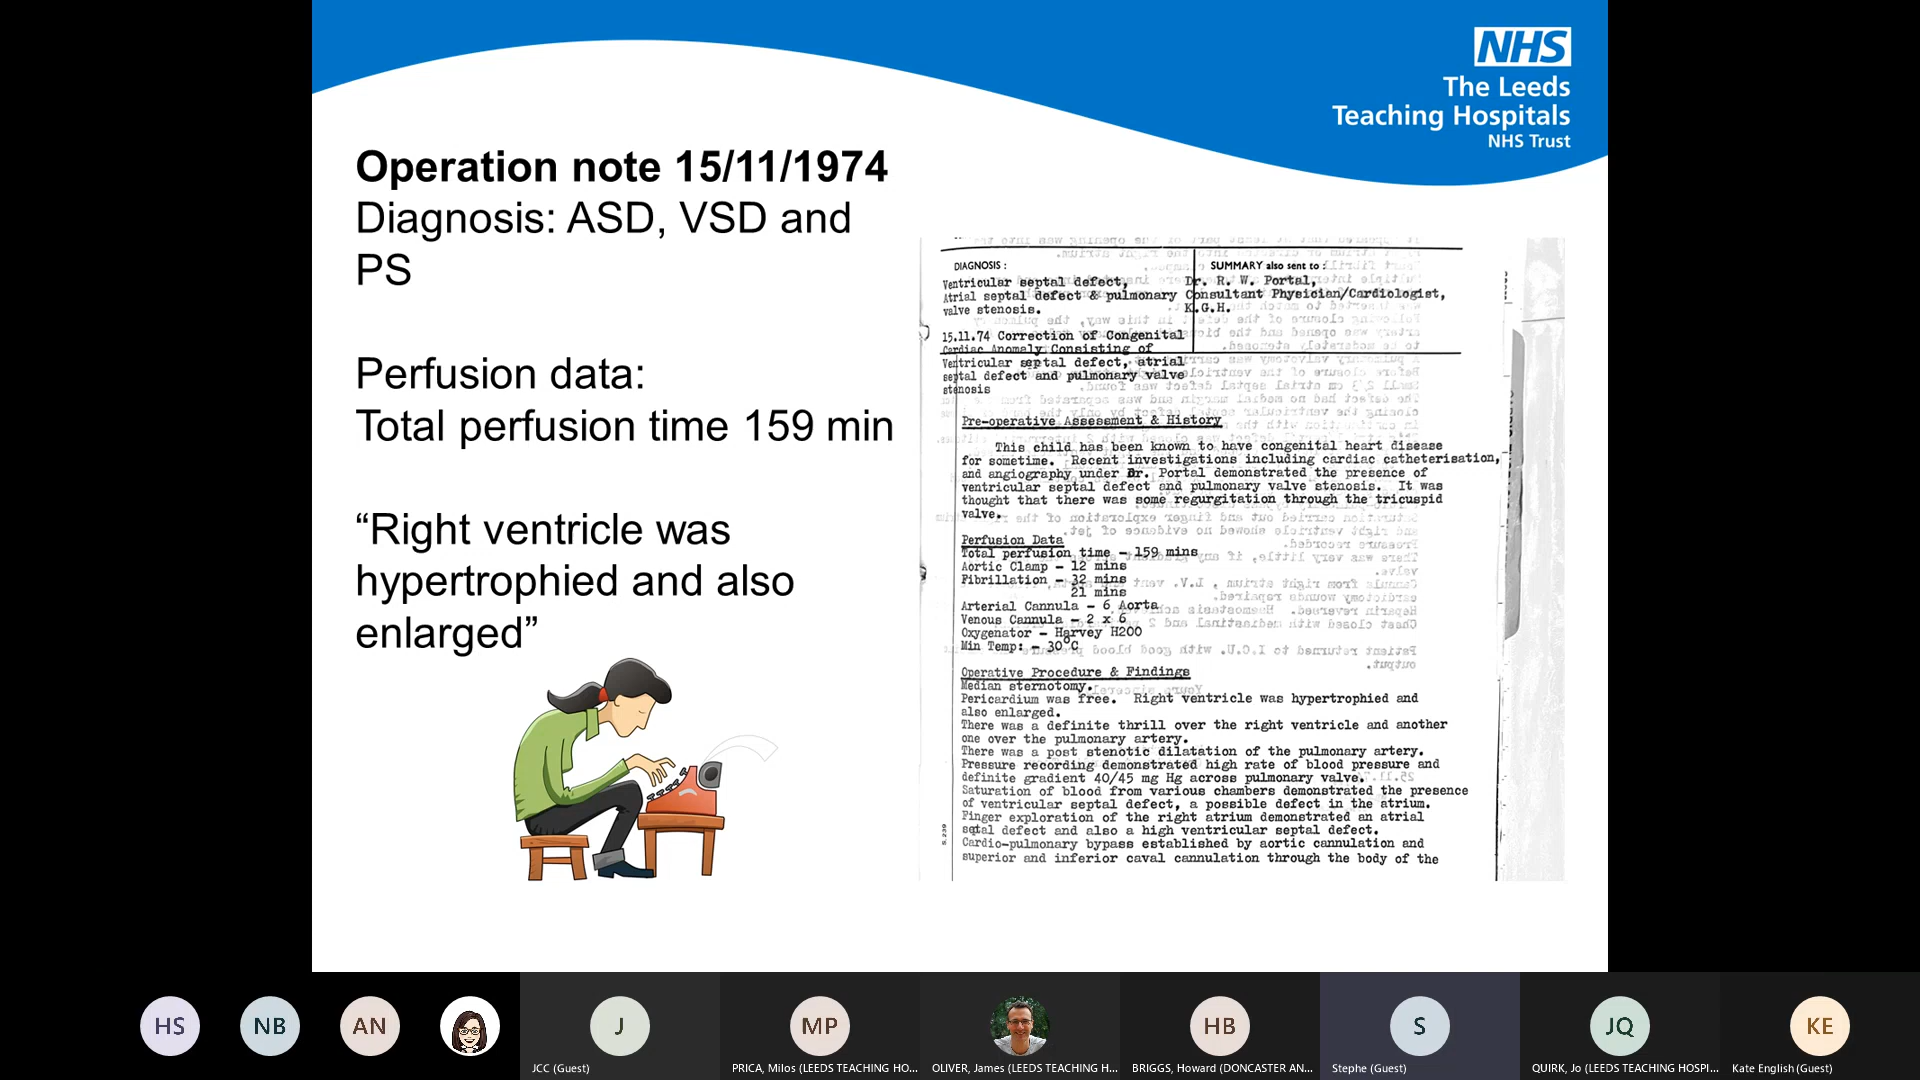 NHS
The Leeds
Teaching Hospitals
NHS Trust
Operation note 15/11/1974
Diagnosis: ASD, VSD and
PS
Perfusion data:
Total perfusion time 159 min
“Right ventricle was
hypertrophied and also
enlarged”
DIAGNOSIS :
Ventricular septal defect,
Atrial septal defect & pulmonary
valve stenosis.
SUMMARY also sent to :
Dr. R. W. Portal,
Consultant Physician/Cardiologist,
K.G.H.
15.11.74 Correction of Congenital
Cardiac Anomaly Consisting of
Ventricular septal defect, atrial
septal defect and pulmonary valve
stenosis
Pre-operative Assessment & History
This child has been known to have congenital heart disease
for sometime. Recent investigations including cardiac catheterisation,
and angiography under Dr. Portal demonstrated the presence of
ventricular septal defect and pulmonary valve stenosis. It was
thought that there was some regurgitation through the tricuspid
valve.
Perfusion Data
Total perfusion time – 159 mins
Aortic Clamp – 12 mins
Fibrillation – 32 mins
21 mins
Arterial Cannula – 6 Aorta
Venous Cannula – 2 x 6
Oxygenator – Harvey H200
Min Temp: – 30°C
Operative Procedure & Findings
Median sternotomy.
Pericardium was free. Right ventricle was hypertrophied and
also enlarged.
There was a definite thrill over the right ventricle and another
one over the pulmonary artery.
There was a post stenotic dilatation of the pulmonary artery.
Pressure recording demonstrated high rate of blood pressure and
definite gradient 40/45 mg Hg across pulmonary valve.
Saturation of blood from various chambers demonstrated the presence
of ventricular septal defect, a possible defect in the atrium.
Finger exploration of the right atrium demonstrated an atrial
septal defect and also a high ventricular septal defect.
Cardio-pulmonary bypass established by aortic cannulation and
superior and inferior caval cannulation through the body of the
S.239
HS
NB
AN
J
MP
HB
S
JQ
KE
JCC (Guest)
PRICA, Milos (LEEDS TEACHING HO...
OLIVER, James (LEEDS TEACHING H...
BRIGGS, Howard (DONCASTER AN...
Stephe (Guest)
QUIRK, Jo (LEEDS TEACHING HOSPI...
Kate English (Guest)